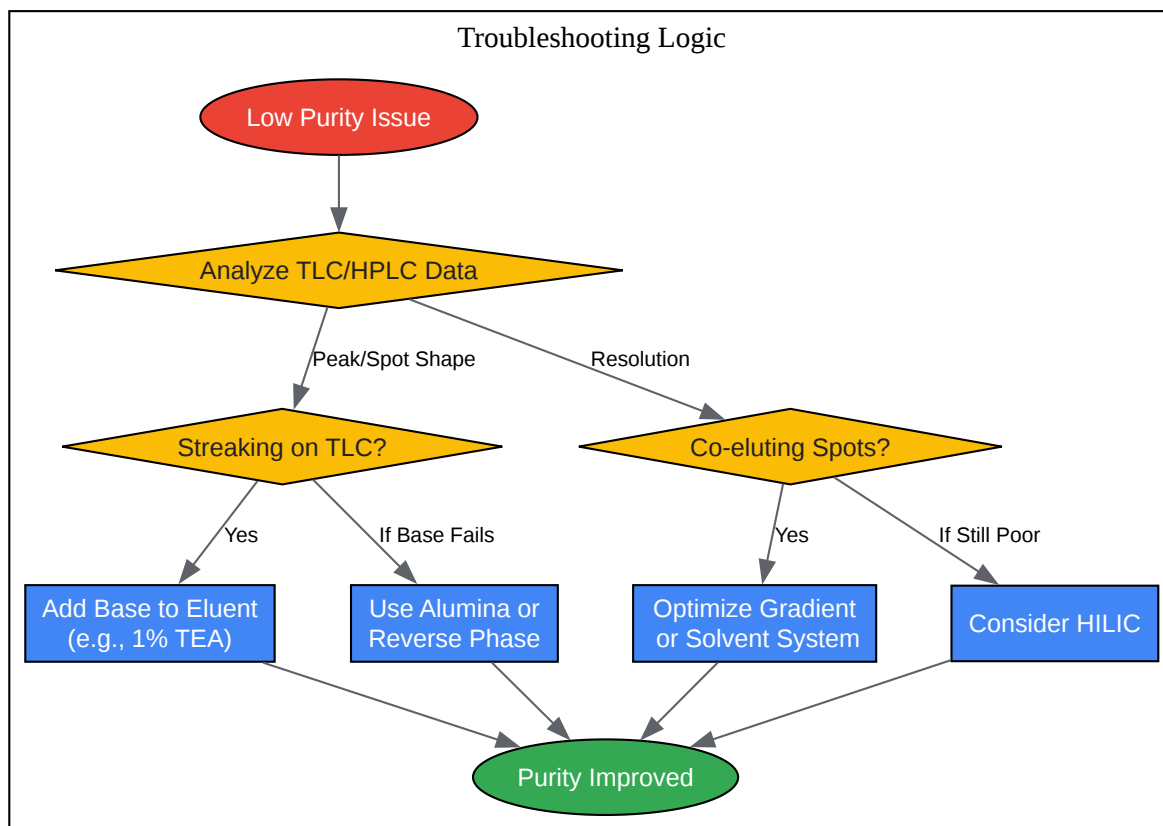 Troubleshooting Logic
Low Purity Issue
Analyze TLC/HPLC Data
Peak/Spot Shape
Resolution
Streaking on TLC?
Co-eluting Spots?
Yes
If Base Fails
Yes
If Still Poor
Add Base to Eluent
(e.g., 1% TEA)
Use Alumina or
Reverse Phase
Optimize Gradient
or Solvent System
Consider HILIC
Purity Improved